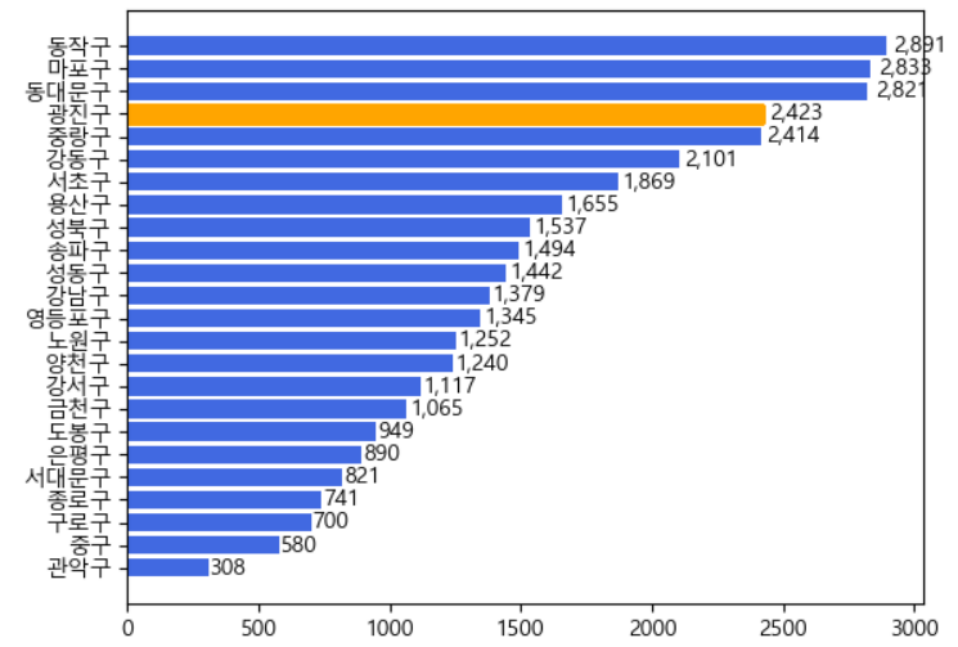 동작구 2,891
마포구 2,833
동대문구 2,821
광진구 2,423
중랑구 2,414
강동구 2,101
서초구 1,869
용산구 1,655
성북구 1,537
송파구 1,494
성동구 1,442
강남구 1,379
영등포구 1,345
노원구 1,252
양천구 1,240
강서구 1,117
금천구 1,065
도봉구 949
은평구 890
서대문구 821
종로구 741
구로구 700
중구 580
관악구 308
0 500 1000 1500 2000 2500 3000